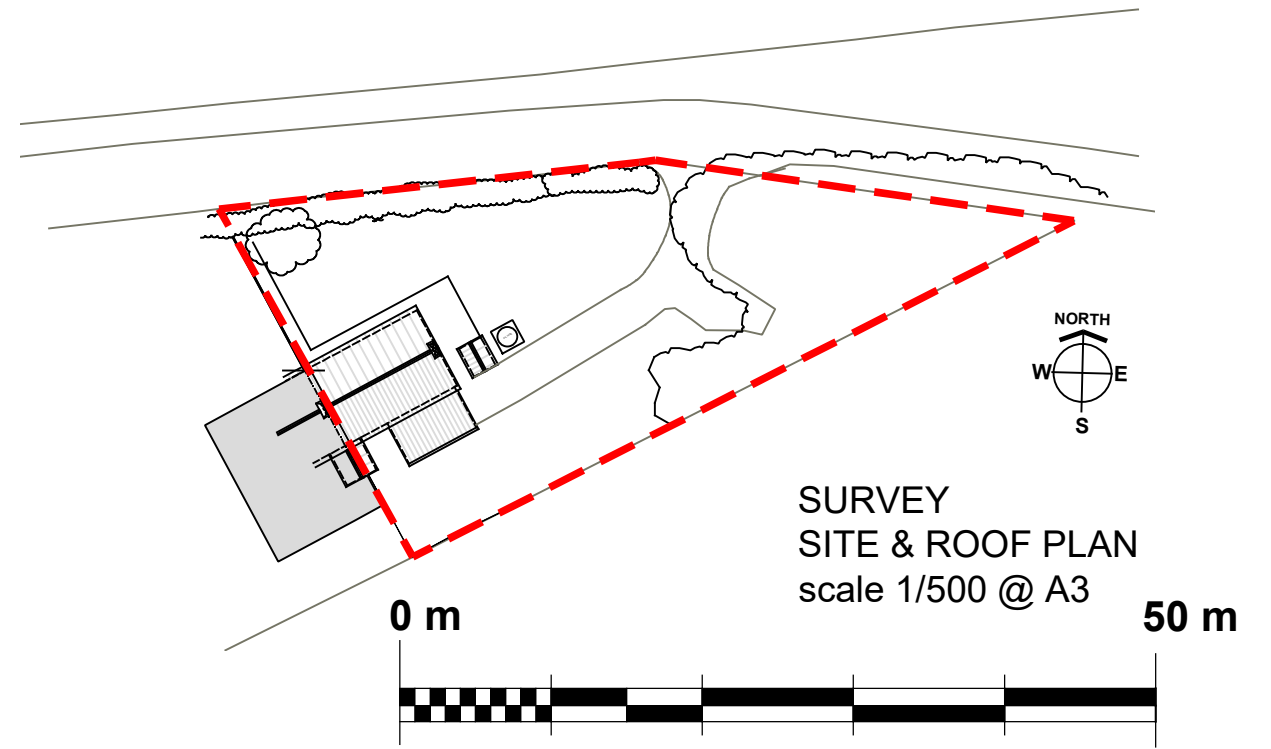 NORTH
W E
S
SURVEY
SITE & ROOF PLAN
scale 1/500 @ A3
0 m 50 m